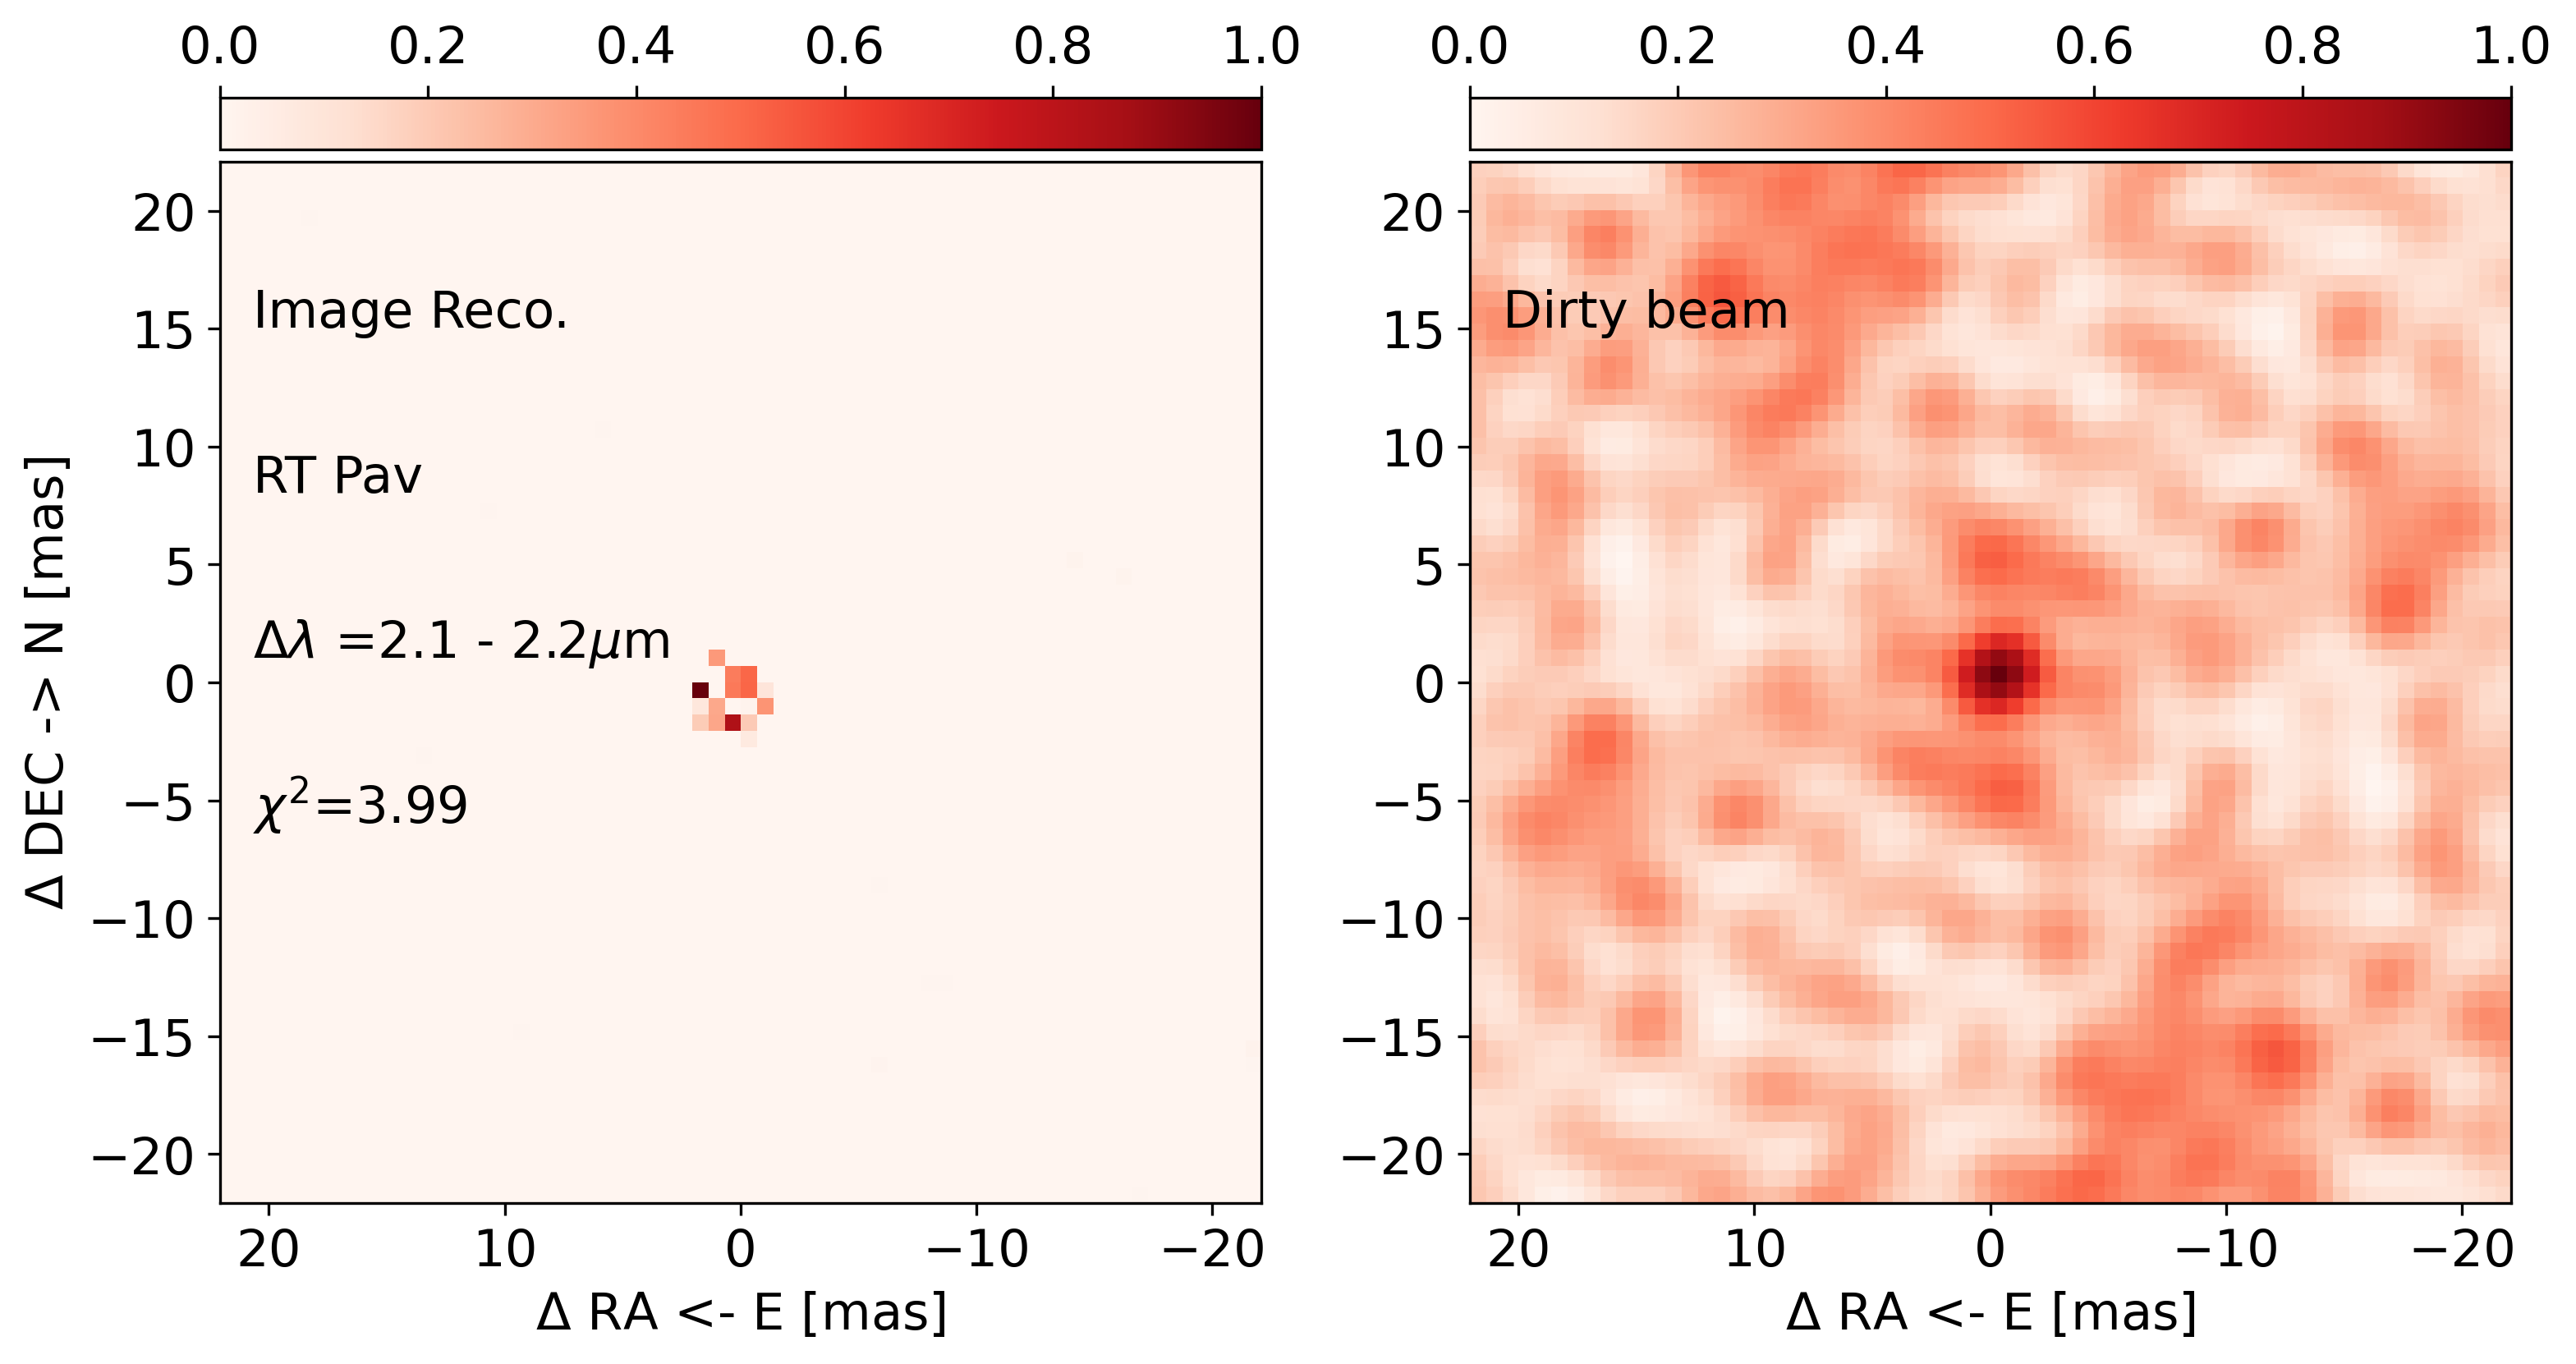 0.0 0.2 0.4 0.6 0.8 1.0
0.0 0.2 0.4 0.6 0.8 1.0
Δ DEC -> N [mas]
20
15
10
5
0
−5
−10
−15
−20
Image Reco.
RT Pav
Δλ =2.1 - 2.2μm
χ²=3.99
20 10 0 −10 −20
Δ RA <- E [mas]
20
15
10
5
0
−5
−10
−15
−20
Dirty beam
20 10 0 −10 −20
Δ RA <- E [mas]